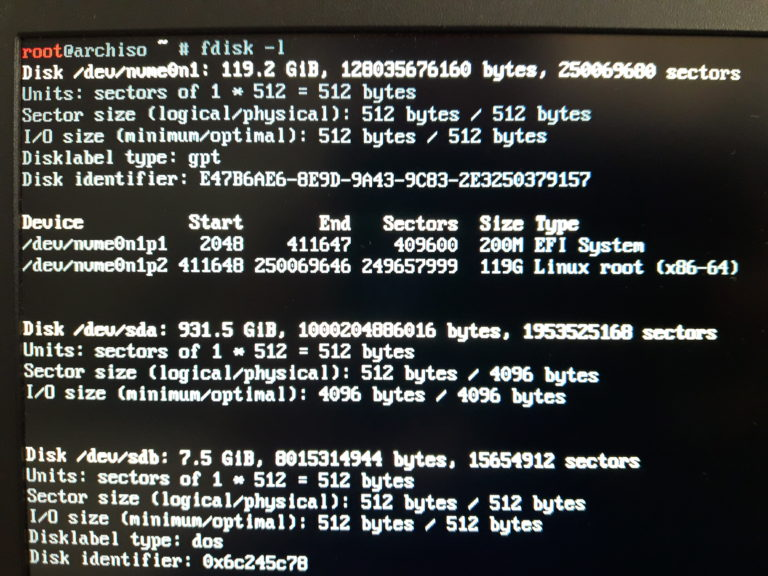 root@archiso ~ # fdisk -l
Disk /dev/nvme0n1: 119.2 GiB, 128035676160 bytes, 250069680 sectors
Units: sectors of 1 * 512 = 512 bytes
Sector size (logical/physical): 512 bytes / 512 bytes
I/O size (minimum/optimal): 512 bytes / 512 bytes
Disklabel type: gpt
Disk identifier: E47B6AE6-8E9D-9A43-9C83-2E3250379157
Device Start End Sectors Size Type
/dev/nvme0n1p1 2048 411647 409600 200M EFI System
/dev/nvme0n1p2 411648 250069646 249657999 119G Linux root (x86-64)
Disk /dev/sda: 931.5 GiB, 1000204886016 bytes, 1953525168 sectors
Units: sectors of 1 * 512 = 512 bytes
Sector size (logical/physical): 512 bytes / 4096 bytes
I/O size (minimum/optimal): 4096 bytes / 4096 bytes
Disk /dev/sdb: 7.5 GiB, 8015314944 bytes, 15654912 sectors
Units: sectors of 1 * 512 = 512 bytes
Sector size (logical/physical): 512 bytes / 512 bytes
I/O size (minimum/optimal): 512 bytes / 512 bytes
Disklabel type: dos
Disk identifier: 0x6c245c78